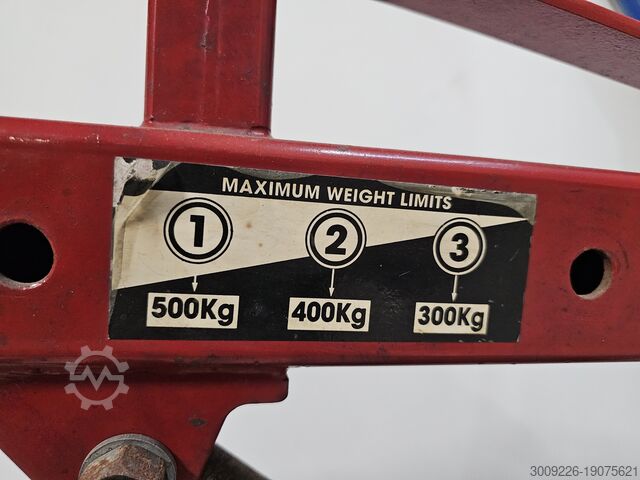 MAXIMUM WEIGHT LIMITS
1 2 3
500Kg 400Kg 300Kg
3009226-19075621